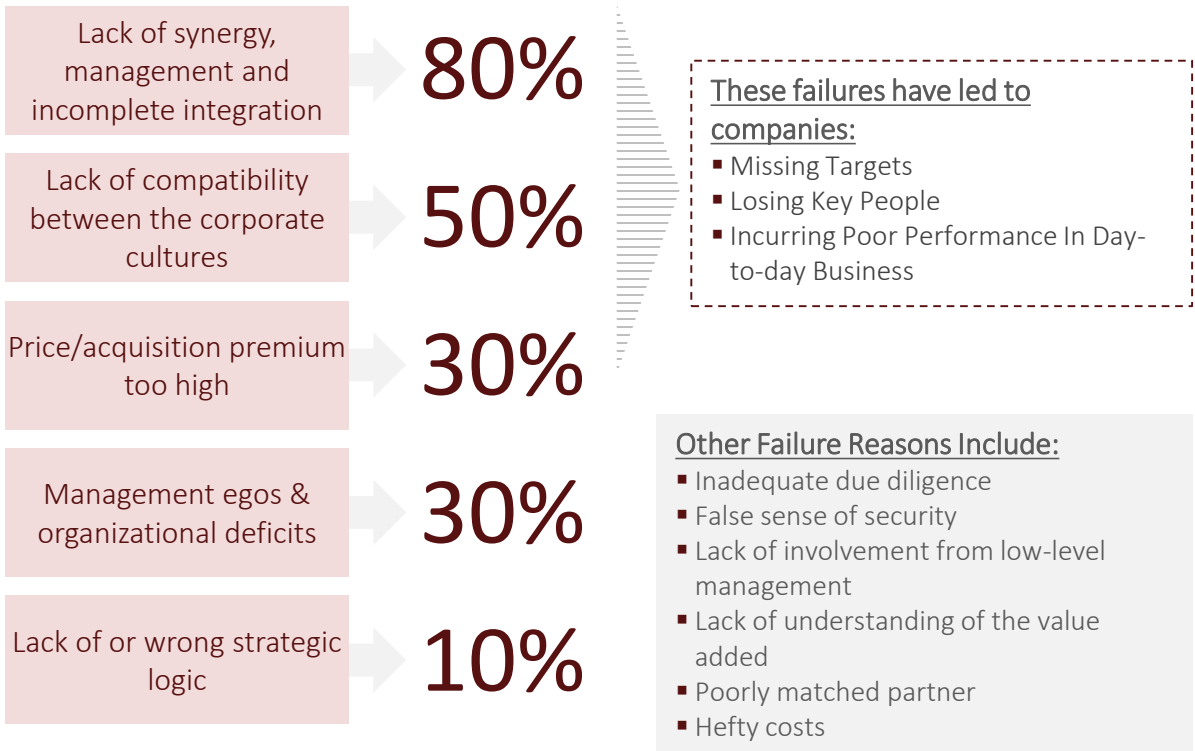 Lack of synergy,
management and
incomplete integration
80%
Lack of compatibility
between the corporate
cultures
50%
Price/acquisition premium
too high
30%
Management egos &
organizational deficits
30%
Lack of or wrong strategic
logic
10%
These failures have led to
companies:
▪ Missing Targets
▪ Losing Key People
▪ Incurring Poor Performance In Day-
to-day Business
Other Failure Reasons Include:
▪ Inadequate due diligence
▪ False sense of security
▪ Lack of involvement from low-level
management
▪ Lack of understanding of the value
added
▪ Poorly matched partner
▪ Hefty costs